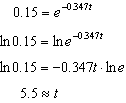 0.15 = e^{-0.347t}
ln 0.15 = ln e^{-0.347t}
ln 0.15 = -0.347t · ln e
5.5 ≈ t